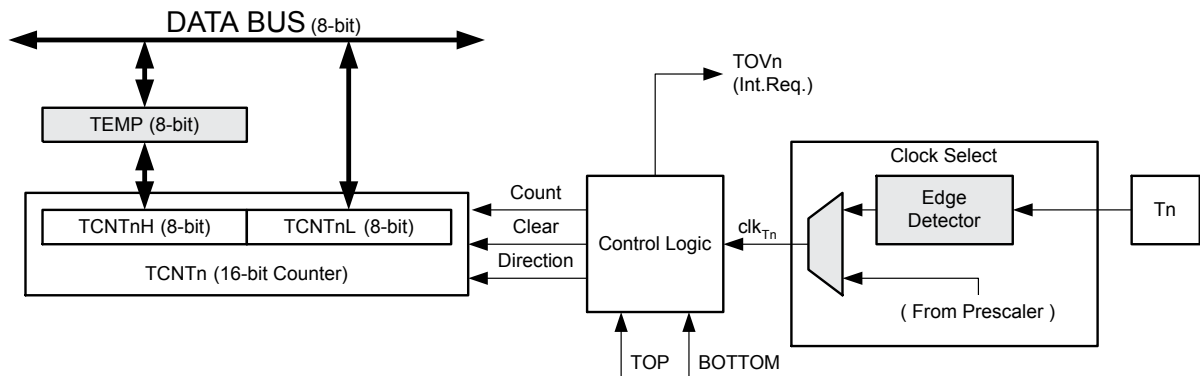 DATA BUS (8-bit)
TOVn
(Int.Req.)
TEMP (8-bit)
Clock Select
TCNTnH (8-bit)
TCNTnL (8-bit)
TCNTn (16-bit Counter)
Count
Clear
Direction
Control Logic
clkTn
Edge
Detector
Tn
( From Prescaler )
TOP
BOTTOM